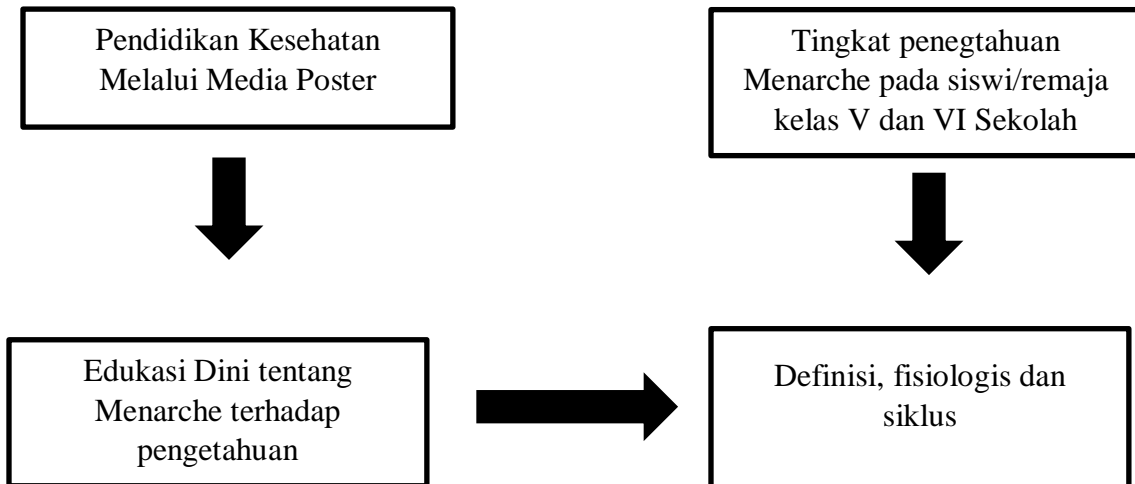 Pendidikan Kesehatan
Melalui Media Poster
Tingkat penegtahuan
Menarche pada siswi/remaja
kelas V dan VI Sekolah
Edukasi Dini tentang
Menarche terhadap
pengetahuan
Definisi, fisiologis dan
siklus